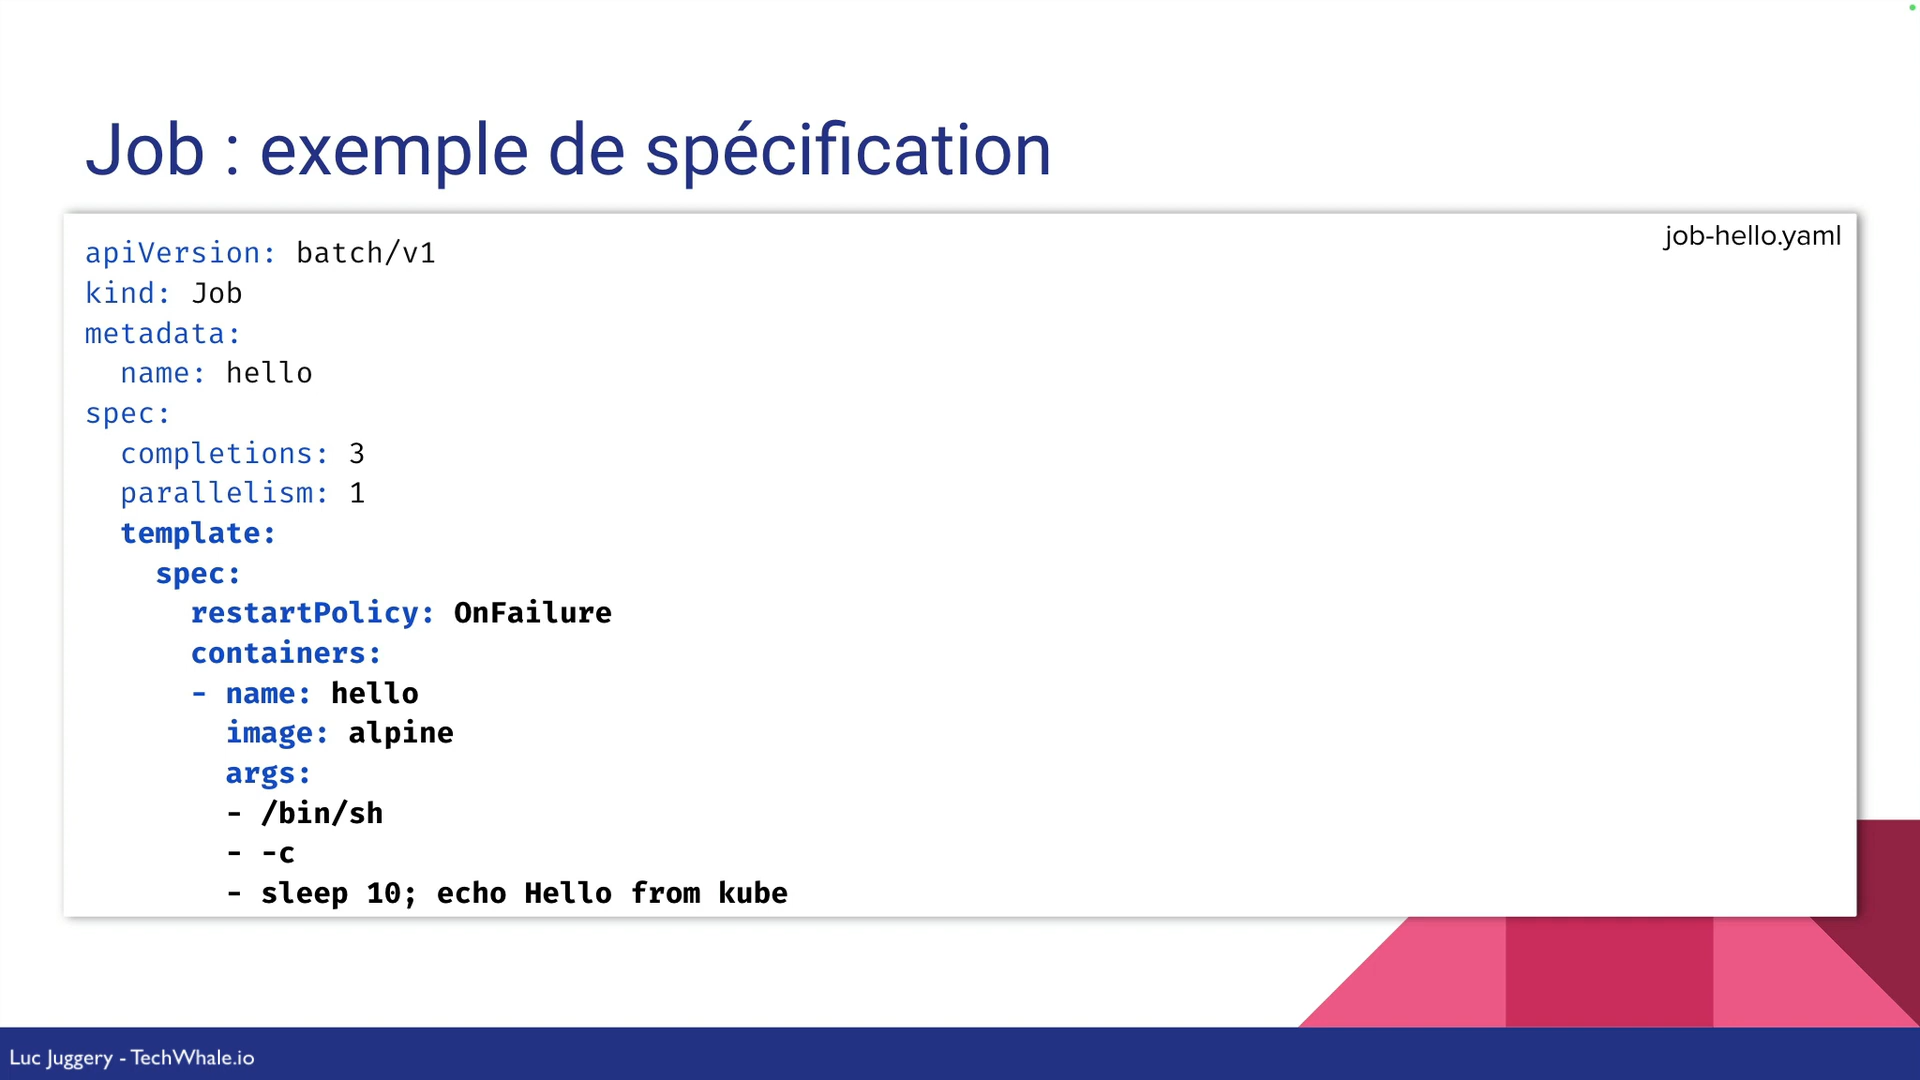 Job : exemple de spécification
job-hello.yaml
apiVersion: batch/v1
kind: Job
metadata:
  name: hello
spec:
  completions: 3
  parallelism: 1
  template:
    spec:
      restartPolicy: OnFailure
      containers:
      - name: hello
        image: alpine
        args:
        - /bin/sh
        - -c
        - sleep 10; echo Hello from kube
Luc Juggery - TechWhale.io